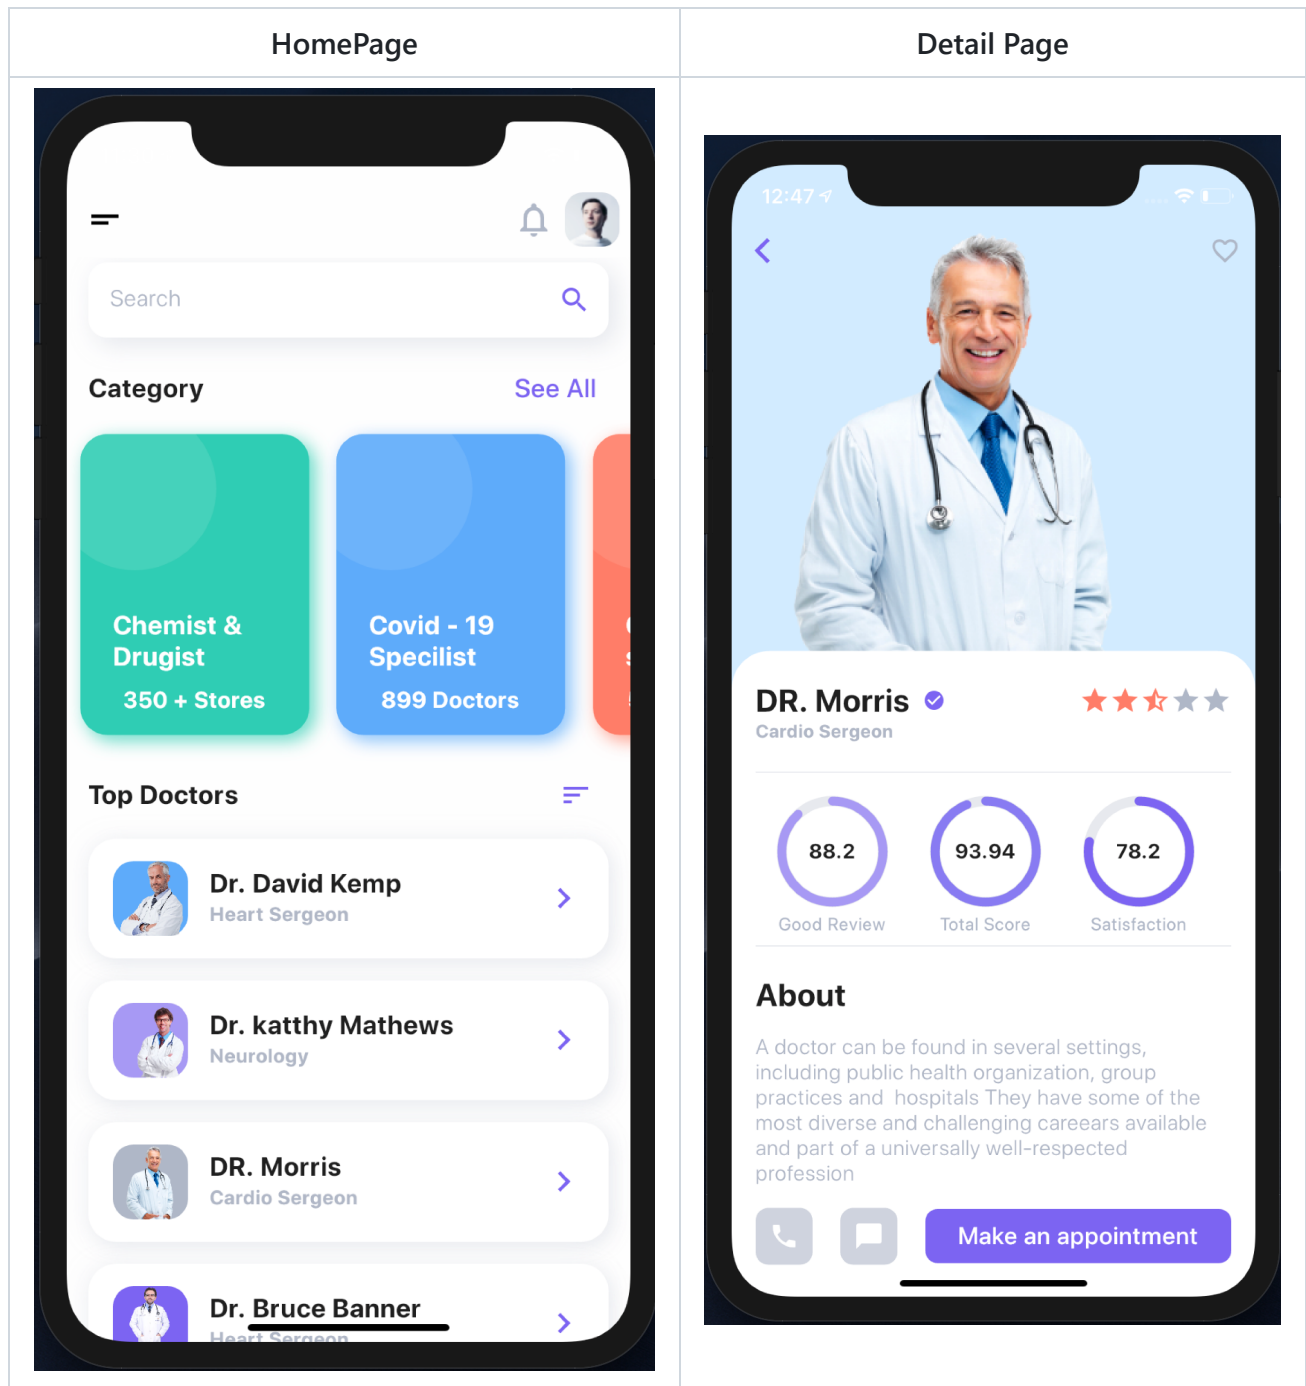 HomePage
Detail Page
Search
Category
See All
Chemist &
Drugist
350 + Stores
Covid - 19
Specilist
899 Doctors
Top Doctors
Dr. David Kemp
Heart Sergeon
Dr. katthy Mathews
Neurology
DR. Morris
Cardio Sergeon
Dr. Bruce Banner
Heart Sergeon
12:47
DR. Morris
Cardio Sergeon
88.2
93.94
78.2
Good Review
Total Score
Satisfaction
About
A doctor can be found in several settings,
including public health organization, group
practices and  hospitals They have some of the
most diverse and challenging careears available
and part of a universally well-respected
profession
Make an appointment